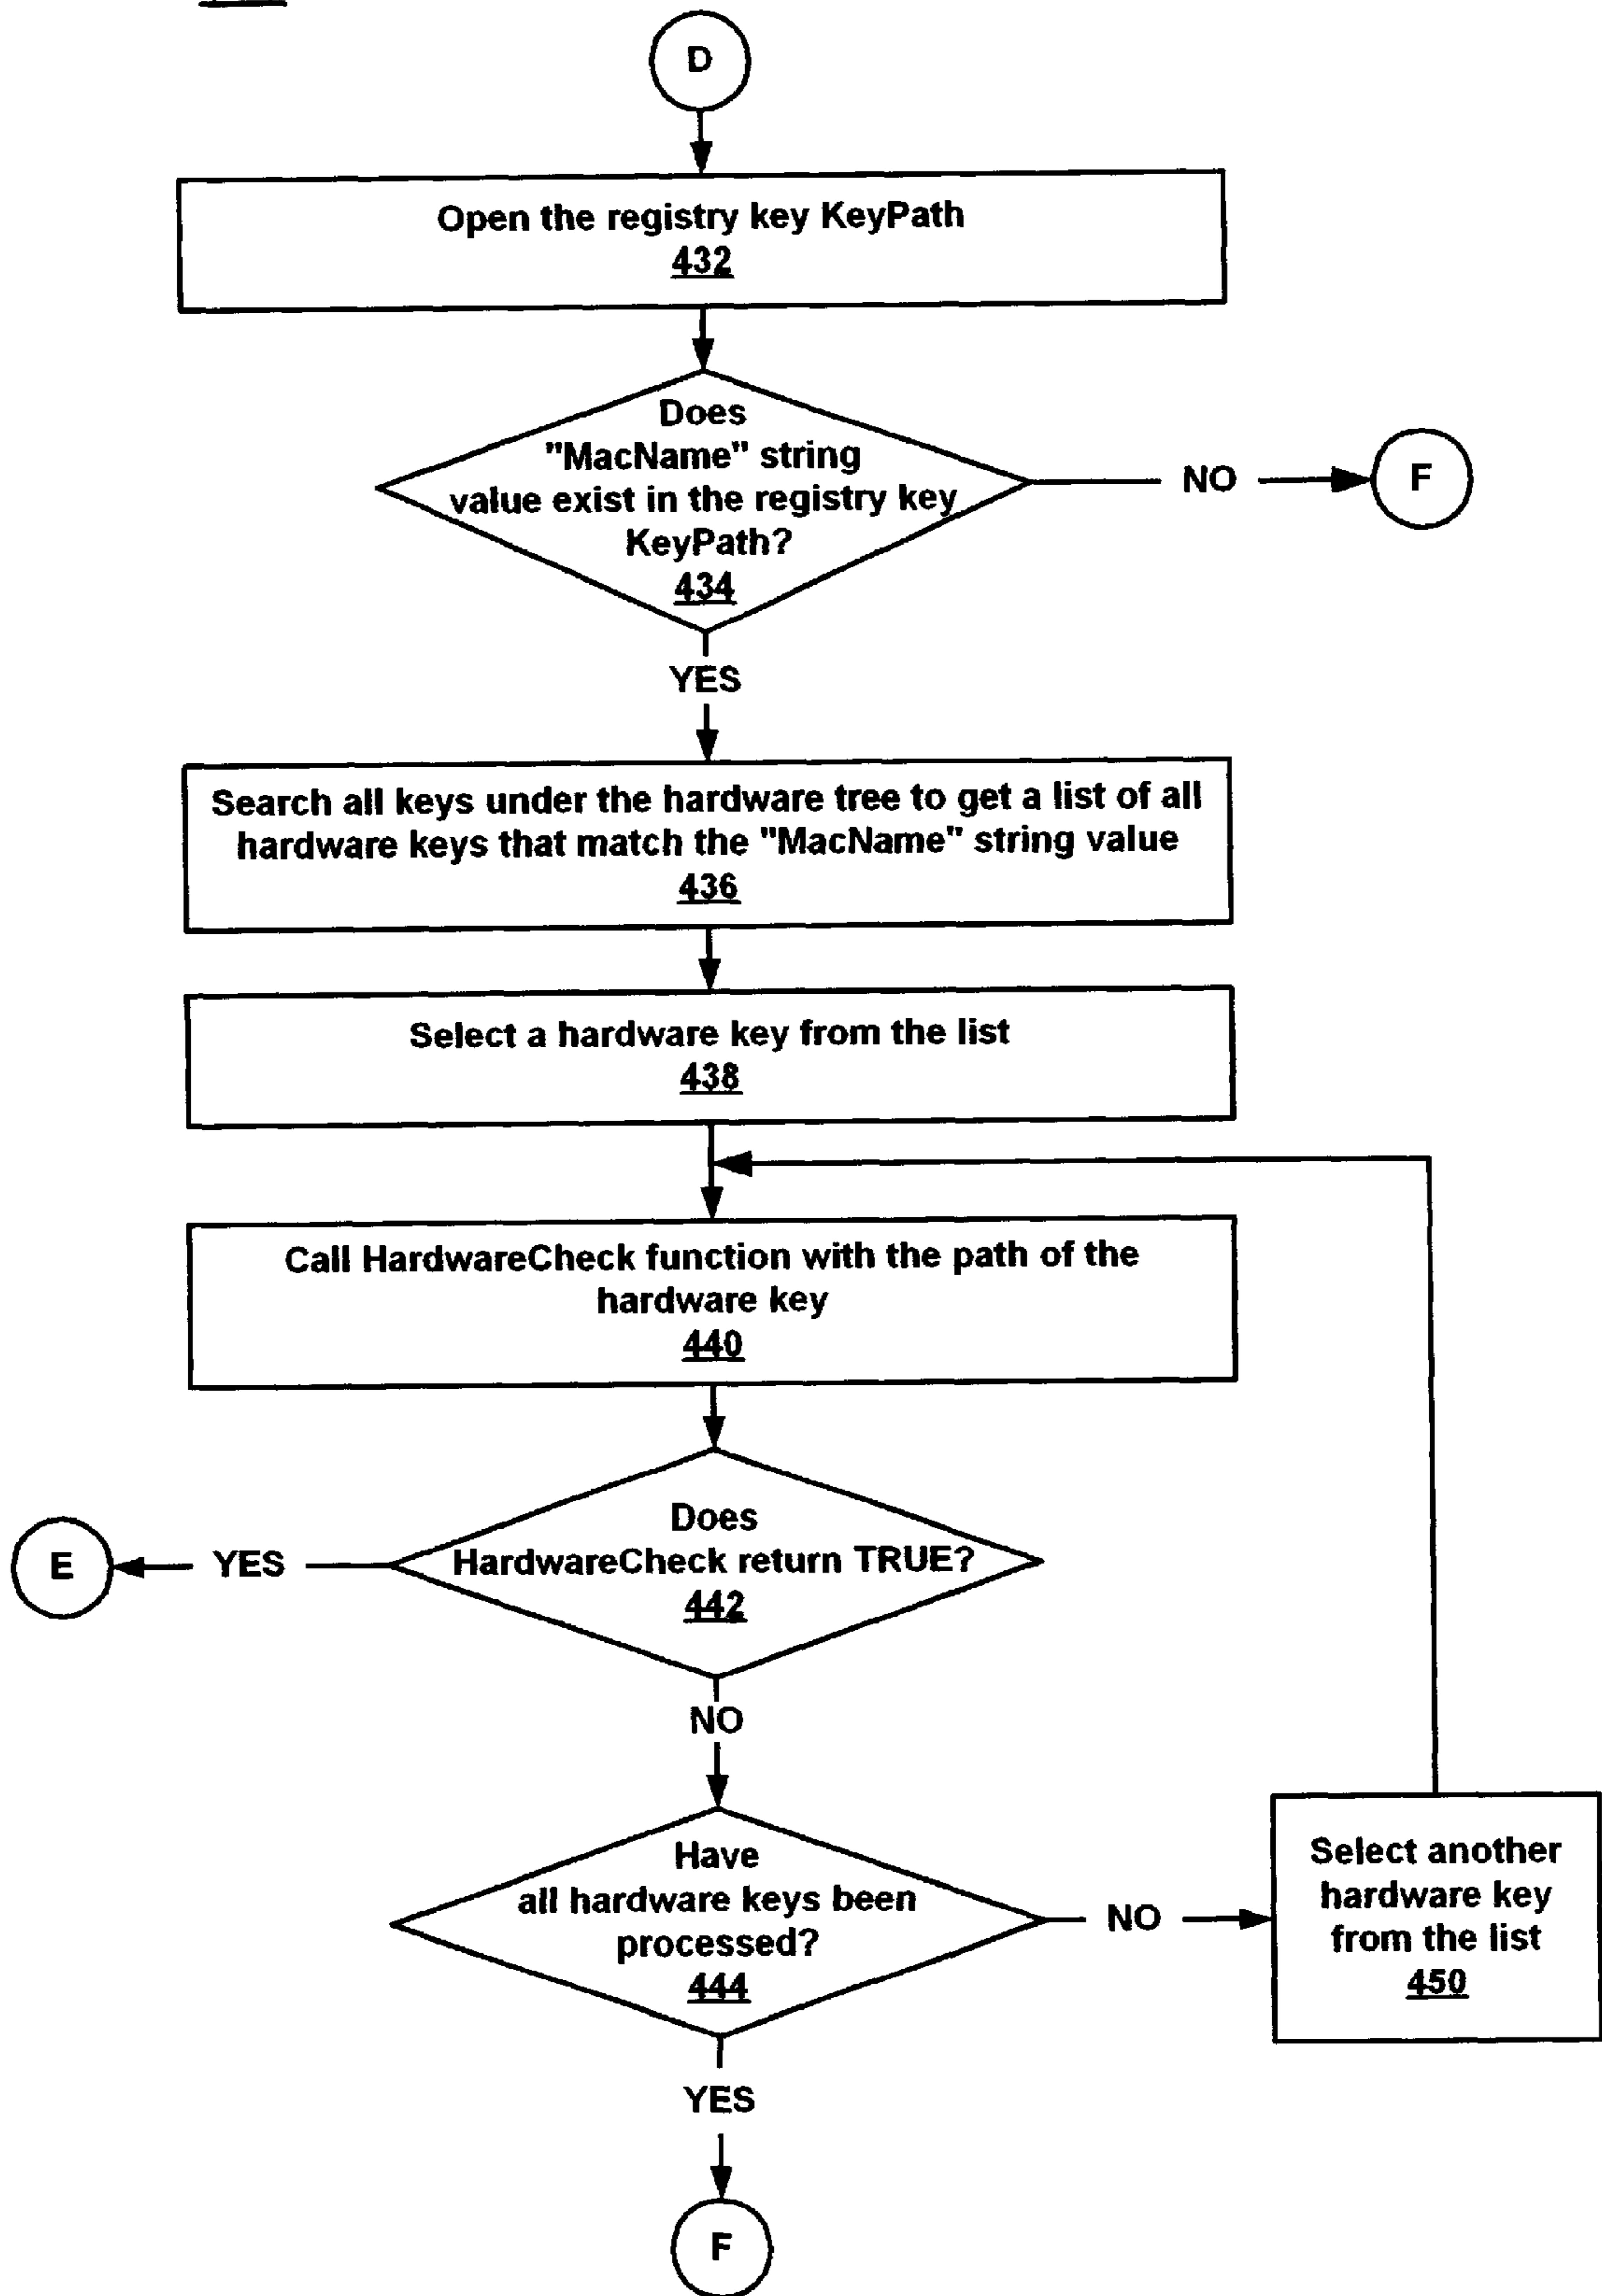 D
Open the registry key KeyPath
432
Does
"MacName" string
value exist in the registry key
KeyPath?
434
NO
F
YES
Search all keys under the hardware tree to get a list of all
hardware keys that match the "MacName" string value
436
Select a hardware key from the list
438
Call HardwareCheck function with the path of the
hardware key
440
Does
HardwareCheck return TRUE?
442
YES
E
NO
Have
all hardware keys been
processed?
444
NO
Select another
hardware key
from the list
450
YES
F